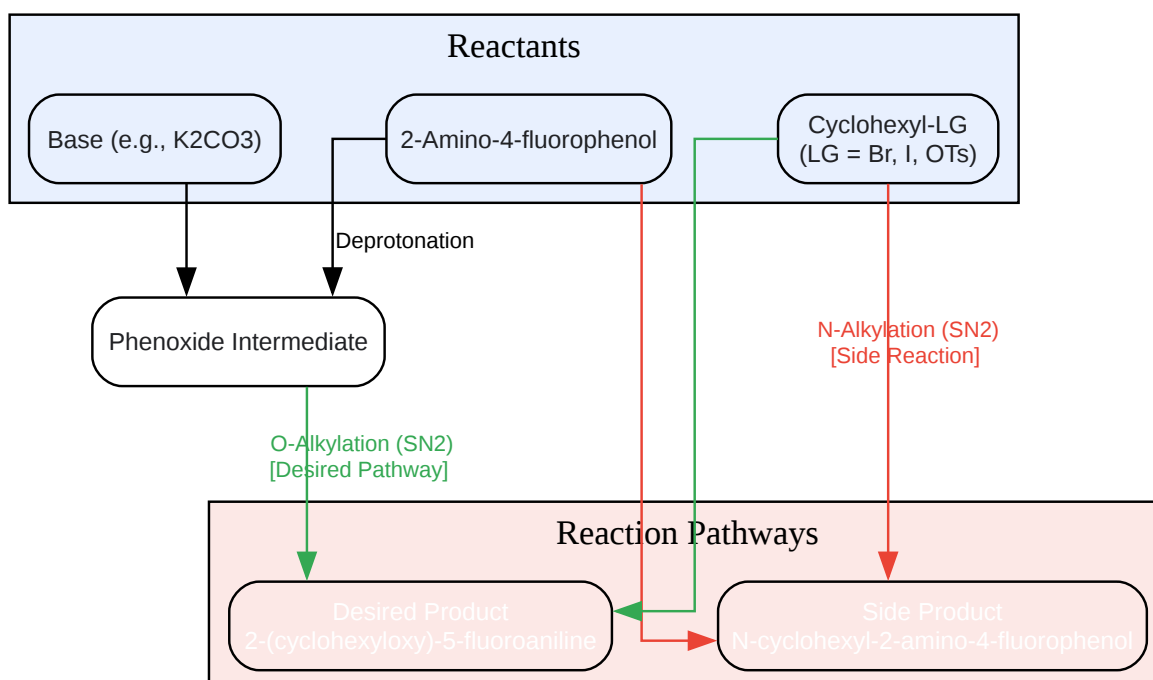 Reactants
Base (e.g., K2CO3)
2-Amino-4-fluorophenol
Cyclohexyl-LG
(LG = Br, I, OTs)
Deprotonation
Phenoxide Intermediate
N-Alkylation (SN2)
[Side Reaction]
O-Alkylation (SN2)
[Desired Pathway]
Reaction Pathways
Desired Product
2-(cyclohexyloxy)-5-fluoroaniline
Side Product
N-cyclohexyl-2-amino-4-fluorophenol